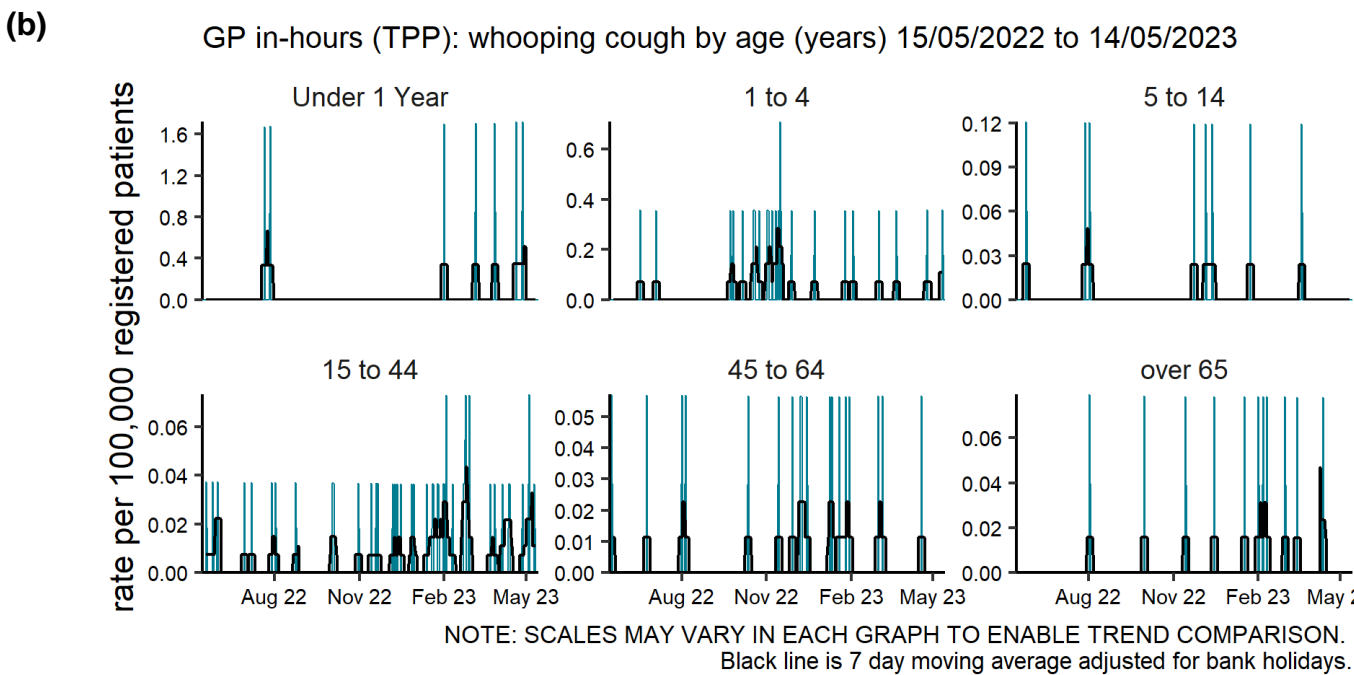 (b)
GP in-hours (TPP): whooping cough by age (years) 15/05/2022 to 14/05/2023
rate per 100,000 registered patients
Under 1 Year
1.6
1.2
0.8
0.4
0.0
1 to 4
0.6
0.4
0.2
0.0
5 to 14
0.12
0.09
0.06
0.03
0.00
15 to 44
0.06
0.04
0.02
0.00
Aug 22 Nov 22 Feb 23 May 23
45 to 64
0.05
0.04
0.03
0.02
0.01
0.00
Aug 22 Nov 22 Feb 23 May 23
over 65
0.06
0.04
0.02
0.00
Aug 22 Nov 22 Feb 23 May 2
NOTE: SCALES MAY VARY IN EACH GRAPH TO ENABLE TREND COMPARISON.
Black line is 7 day moving average adjusted for bank holidays.